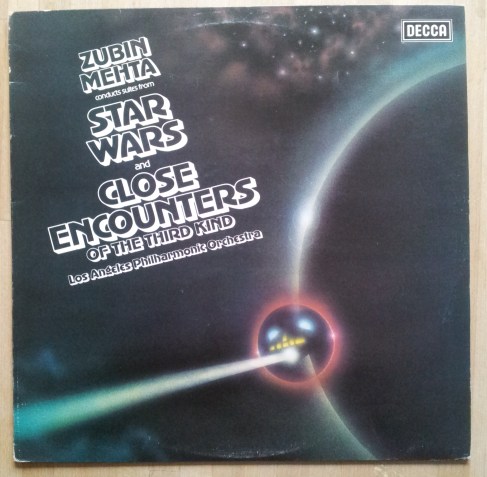 DECCA
ZUBIN
MEHTA
conducts suites from
STAR
WARS
and
CLOSE
ENCOUNTERS
OF THE THIRD KIND
Los Angeles Philharmonic Orchestra